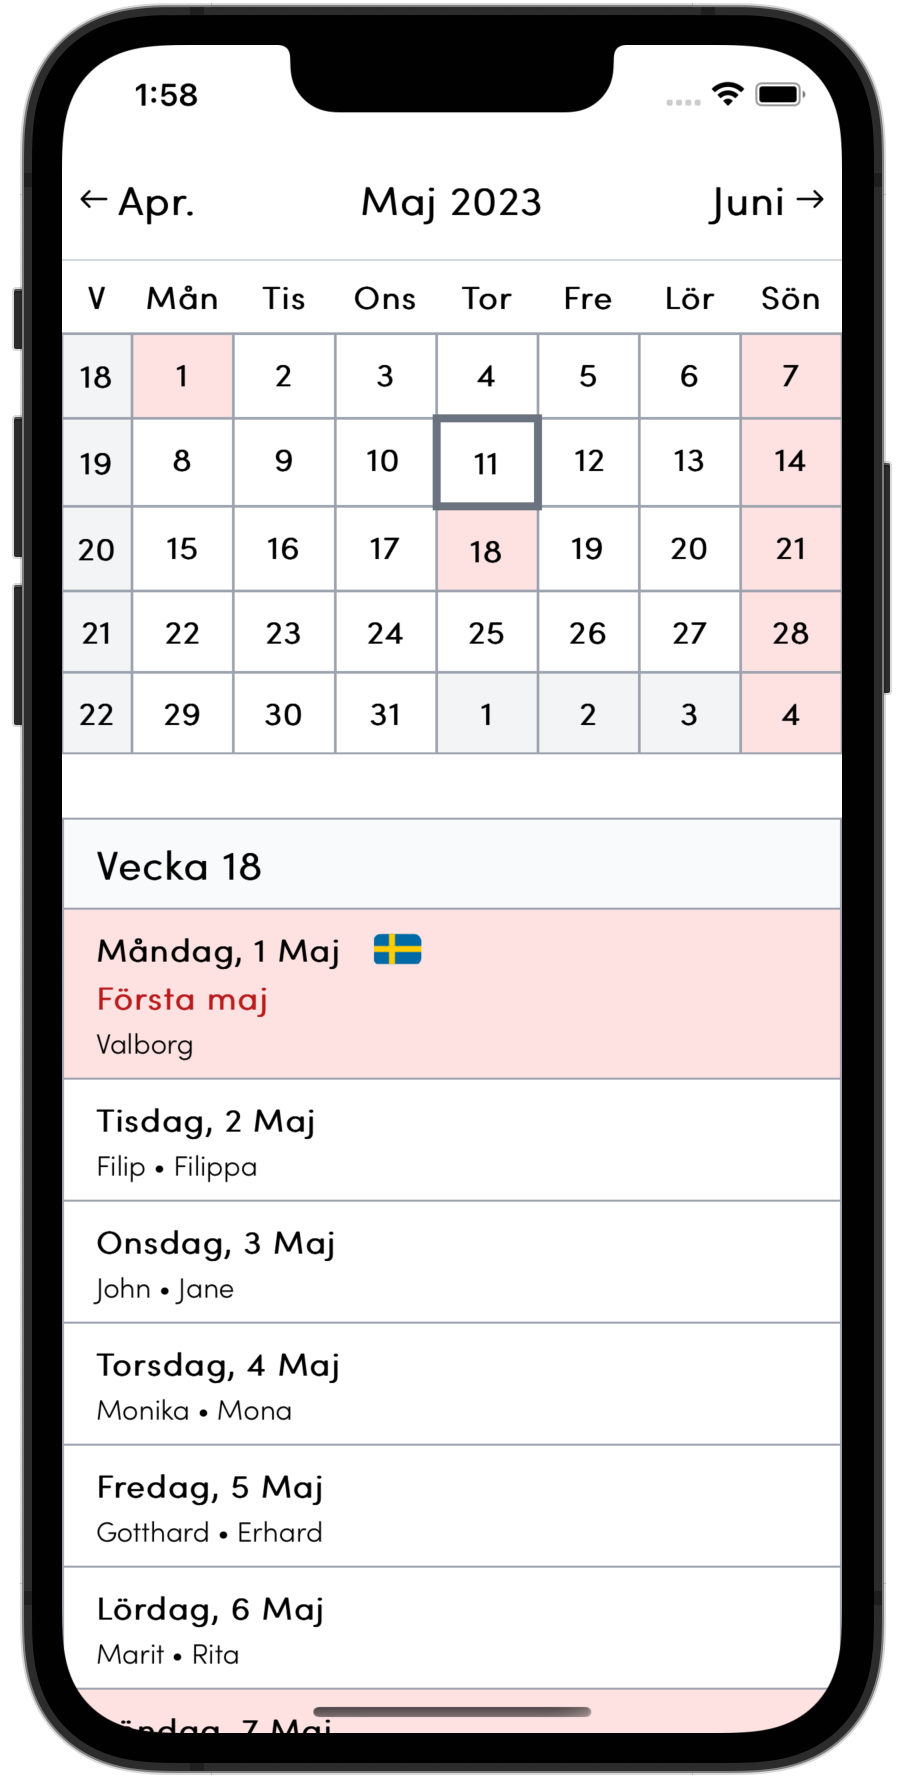 1:58
← Apr. Maj 2023 Juni →
V Mån Tis Ons Tor Fre Lör Sön
18 1 2 3 4 5 6 7
19 8 9 10 11 12 13 14
20 15 16 17 18 19 20 21
21 22 23 24 25 26 27 28
22 29 30 31 1 2 3 4
Vecka 18
Måndag, 1 Maj
Första maj
Valborg
Tisdag, 2 Maj
Filip • Filippa
Onsdag, 3 Maj
John • Jane
Torsdag, 4 Maj
Monika • Mona
Fredag, 5 Maj
Gotthard • Erhard
Lördag, 6 Maj
Marit • Rita
öndag, 7 Maj